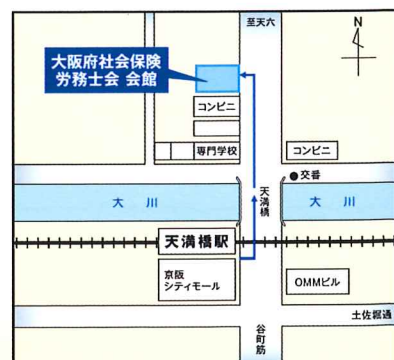 至天六
N
大阪府社会保険
労務士会 会館
コンビニ
専門学校
コンビニ
交番
大川
天満橋
大川
天満橋駅
京阪
シティモール
OMMビル
土佐堀通
谷町筋